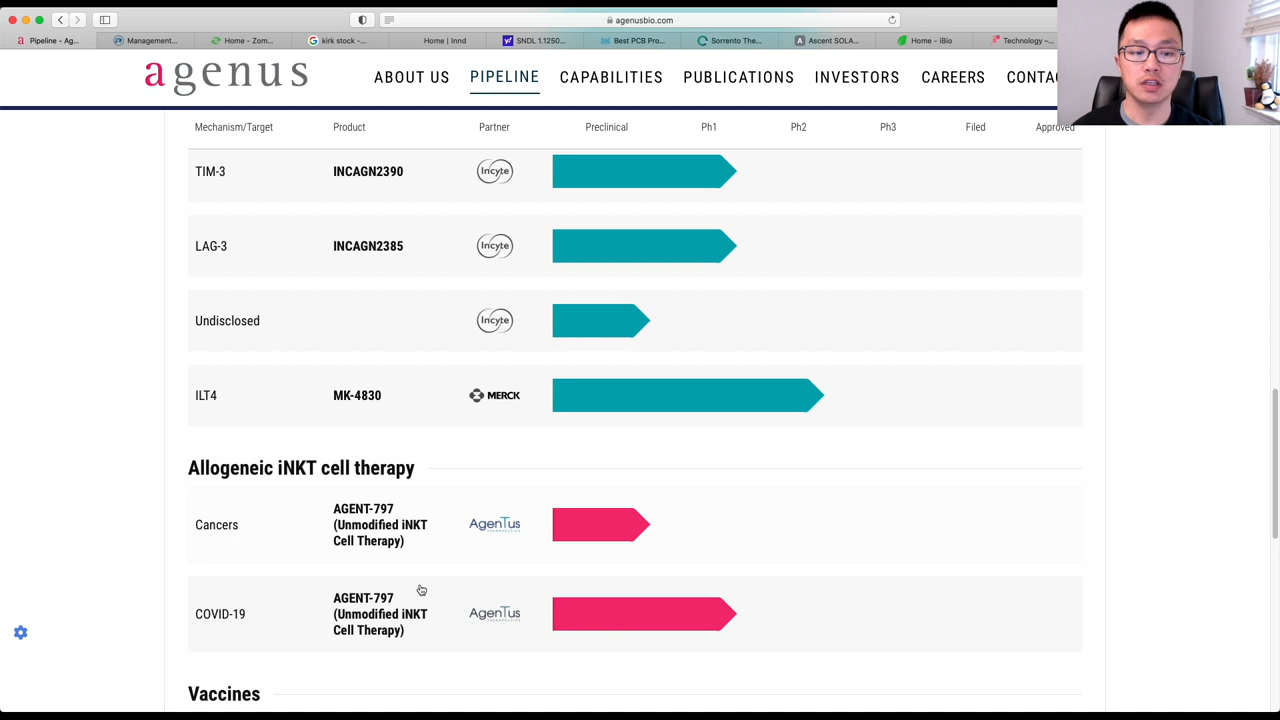 agenusbio.com
Pipeline - Ag...
Management...
Home - Zom...
kirk stock -...
Home | Innd
SNDL 1.1250...
Best PCB Pro...
Sorrento The...
Ascent SOLA...
Home - iBio
Technology –...
agenus
ABOUT US
PIPELINE
CAPABILITIES
PUBLICATIONS
INVESTORS
CAREERS
CONTAC
Mechanism/Target Product Partner Preclinical Ph1 Ph2 Ph3 Filed Approved
TIM-3 INCAGN2390 Incyte
LAG-3 INCAGN2385 Incyte
Undisclosed Incyte
ILT4 MK-4830 MERCK
Allogeneic iNKT cell therapy
Cancers
AGENT-797
(Unmodified iNKT
Cell Therapy)
AgenTus
THERAPEUTICS
COVID-19
AGENT-797
(Unmodified iNKT
Cell Therapy)
AgenTus
THERAPEUTICS
Vaccines